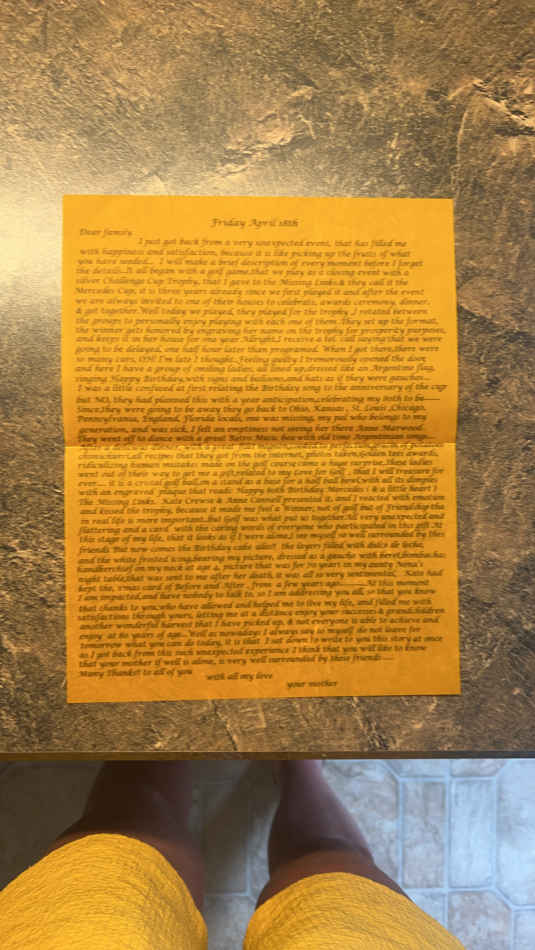 Friday April 18th
Dear family.
I just got back from a very unexpected event, that has filled me
with happiness and satisfaction, because it is like picking up the fruits of what
you have seeded... I will make a brief description of every moment before I forget
the details..It all began with a golf game,that we play as a closing event with a
silver Challenge Cup Trophy, that I gave to the Missing Links.& they call it the
Mercedes Cup, it is three years already since we first played it and after the event
we are always invited to one of their houses to celebrate, awards ceremony, dinner.
& got together.Well today we played, they played for the trophy ,I rotated between
the groups to personally enjoy playing with each one of them. They set up the format,
the winner gets honored by engraving her name on the trophy for prosperity purposes,
and keeps it in her house for one year Allright,I receive a tel. call saying that we were
going to be delayed, one half hour later than programed. When I got there,there were
so many cars, UPS! I'm late I thought, feeling guilty I tremorously opened the door
and here I have a group of smiling ladies, all lined up,dressed like an Argentine flag,
singing Happy Birthday,with signs and balloons,and hats as if they were gauchas.
I was a little confused at first relating the Birthday song to the anniversary of the cup
but NO, they had planned this with a year anticipation,celebrating my 80th to be-----
Since,they were going to be away they go back to Ohio, Kansas , St. Louis ,Chicago,
Pennsylvania, England, Florida locals, one was missing, my pal who belongs to my
generation, and was sick, I felt an emptiness not seeing her there Anne Marwood.
They went off to dance with a great Retro Music box with old time Argentinean
chimichurri,all recipes that they got from the internet, photos taken,Golden tees awards,
ridiculizing human mistakes made on the golf course,came a huge surprise,These ladies
went out of their way to get me a gift,related to my Love for Golf , that I will treasure for
ever.... it is a cristal golf ball,on a stand as a base for a half ball bowl,with all its dimples
with an engraved plaque that reads: Happy 80th Birthday Links ( & a little heart )
The Missing Links. Kate Crewse & Anne Connell presented it, and I reacted with emotion
and kissed the trophy, because it made me feel a Winner, not of golf but of Friendship tha
in real life is more important..but Golf was what put us together.So very unexpected,and
flattering and a card with the cutest words of everyone who participated in this gift At
this stage of my life, that it looks as if I were alone,I see myself so well surrounded by this
friends But now comes the Birthday cake aslo!! the layers filled with dulce de leche,
and the white frosted icing,bearing my picture, dressed as a gaucha with beret,bombachas
handkerchief on my neck at age 4, picture that was for 70 years in my aunty Nena's
night table,that was sent to me after her death, it was all so very sentimental, Kate had
kept the x-mas card of Before and After , from a few years ago............At this moment
I am impacted,and have nobody to talk to, so I am addressing you all, so that you know
that thanks to you,who have allowed and helped me to live my life, and filled me with
satisfactions through yours, letting me at a distance enjoy your successes & grandchildren
another wonderful harvest that I have picked up, & not everyone is able to achieve and
enjoy at 80 years of age...Well as nowadays I always say to myself do not leave for
tomorrow what you can do today, it is that I sat down to write to you this story at once
as I got back from this such unexpected experience I think that you will like to know
that your mother if well is alone, is very well surrounded by these friends.....
Many Thanks!! to all of you
with all my love
your mother